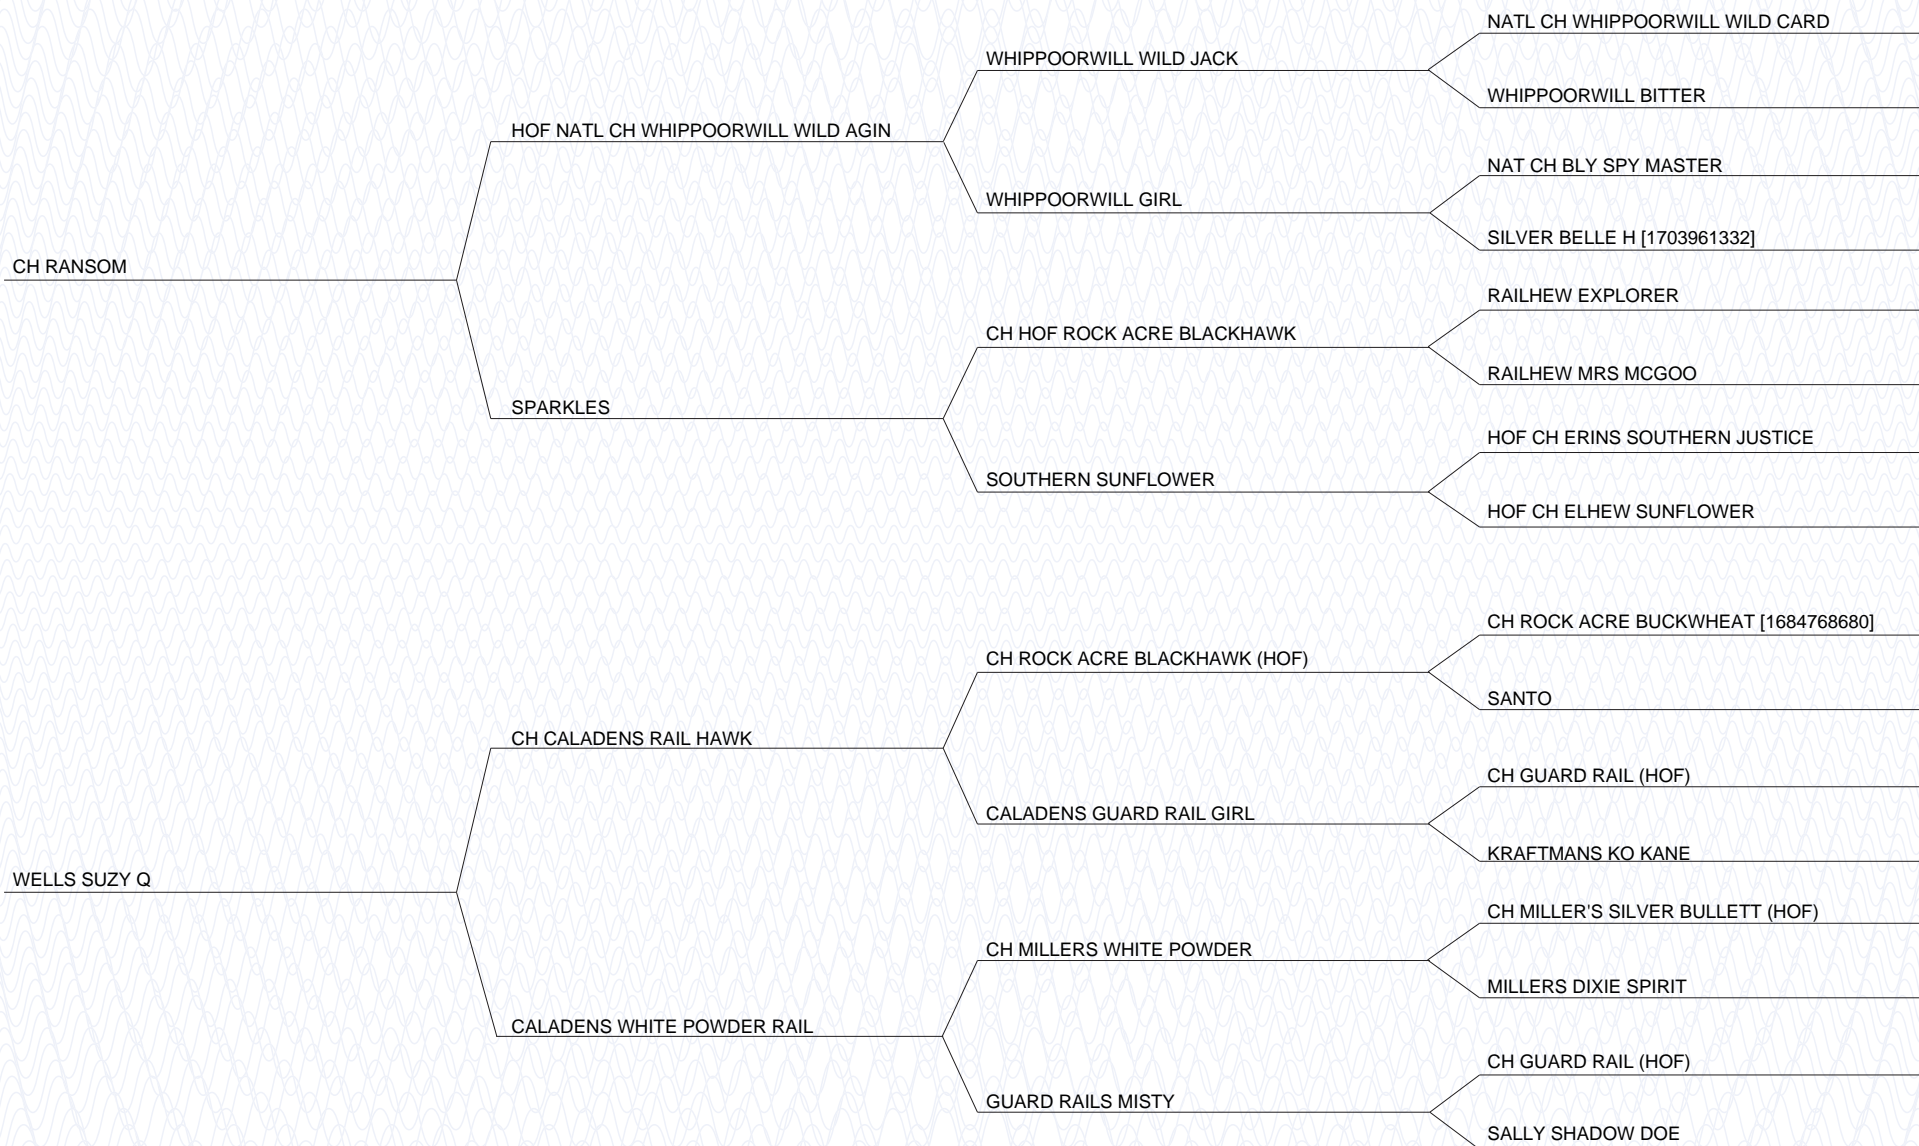 NATL CH WHIPPOORWILL WILD CARD
WHIPPOORWILL WILD JACK
WHIPPOORWILL BITTER
HOF NATL CH WHIPPOORWILL WILD AGIN
NAT CH BLY SPY MASTER
WHIPPOORWILL GIRL
SILVER BELLE H [1703961332]
CH RANSOM
RAILHEW EXPLORER
CH HOF ROCK ACRE BLACKHAWK
RAILHEW MRS MCGOO
SPARKLES
HOF CH ERINS SOUTHERN JUSTICE
SOUTHERN SUNFLOWER
HOF CH ELHEW SUNFLOWER
CH ROCK ACRE BUCKWHEAT [1684768680]
CH ROCK ACRE BLACKHAWK (HOF)
SANTO
CH CALADENS RAIL HAWK
CH GUARD RAIL (HOF)
CALADENS GUARD RAIL GIRL
KRAFTMANS KO KANE
WELLS SUZY Q
CH MILLER'S SILVER BULLETT (HOF)
CH MILLERS WHITE POWDER
MILLERS DIXIE SPIRIT
CALADENS WHITE POWDER RAIL
CH GUARD RAIL (HOF)
GUARD RAILS MISTY
SALLY SHADOW DOE